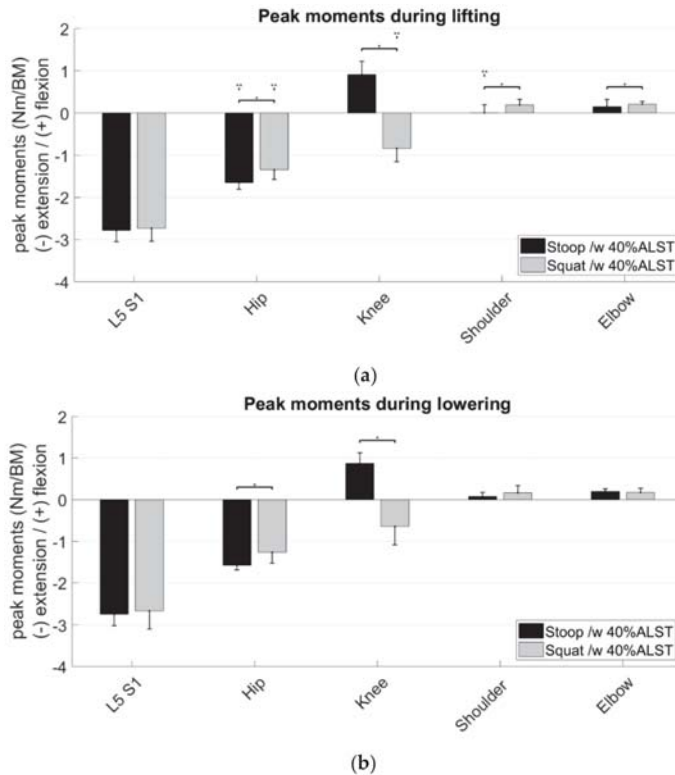 Peak moments during lifting
peak moments (Nm/BM)
(-) extension / (+) flexion
2
1
0
-1
-2
-3
-4
**
**
*
*
**
**
*
*
Stoop /w 40%ALST
Squat /w 40%ALST
L5 S1
Hip
Knee
Shoulder
Elbow
(a)
Peak moments during lowering
peak moments (Nm/BM)
(-) extension / (+) flexion
2
1
0
-1
-2
-3
-4
*
*
Stoop /w 40%ALST
Squat /w 40%ALST
L5 S1
Hip
Knee
Shoulder
Elbow
(b)